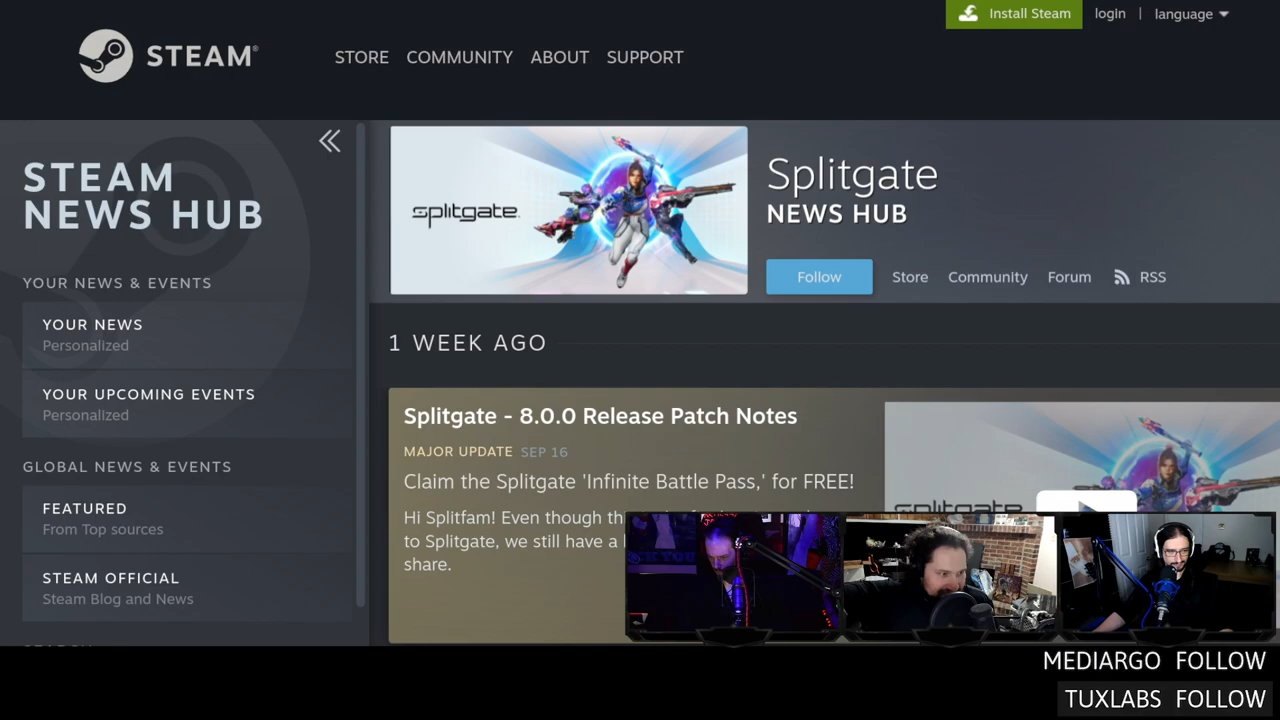 Install Steam
login | language
STEAM®
STORE COMMUNITY ABOUT SUPPORT
STEAM
NEWS HUB
YOUR NEWS & EVENTS
YOUR NEWS
Personalized
YOUR UPCOMING EVENTS
Personalized
GLOBAL NEWS & EVENTS
FEATURED
From Top sources
STEAM OFFICIAL
Steam Blog and News
splitgate
Splitgate
NEWS HUB
Follow Store Community Forum RSS
1 WEEK AGO
Splitgate - 8.0.0 Release Patch Notes
MAJOR UPDATE SEP 16
Claim the Splitgate 'Infinite Battle Pass,' for FREE!
Hi Splitfam! Even though
to Splitgate, we still have a
share.
splitgate
MEDIARGO FOLLOW
TUXLABS FOLLOW